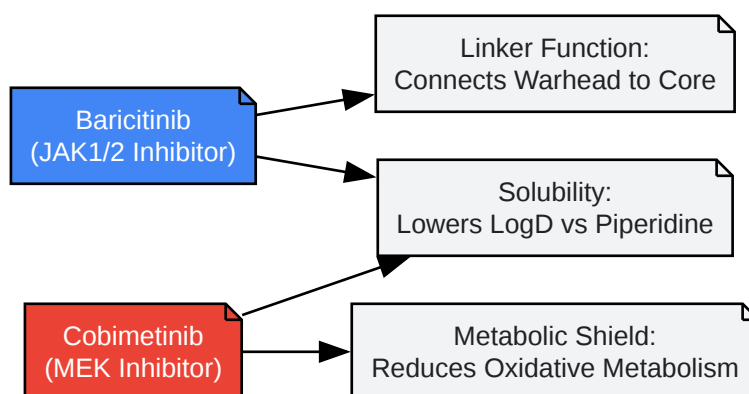 Linker Function:
Connects Warhead to Core
Baricitinib
(JAK1/2 Inhibitor)
Solubility:
Lowers LogD vs Piperidine
Cobimetinib
(MEK Inhibitor)
Metabolic Shield:
Reduces Oxidative Metabolism